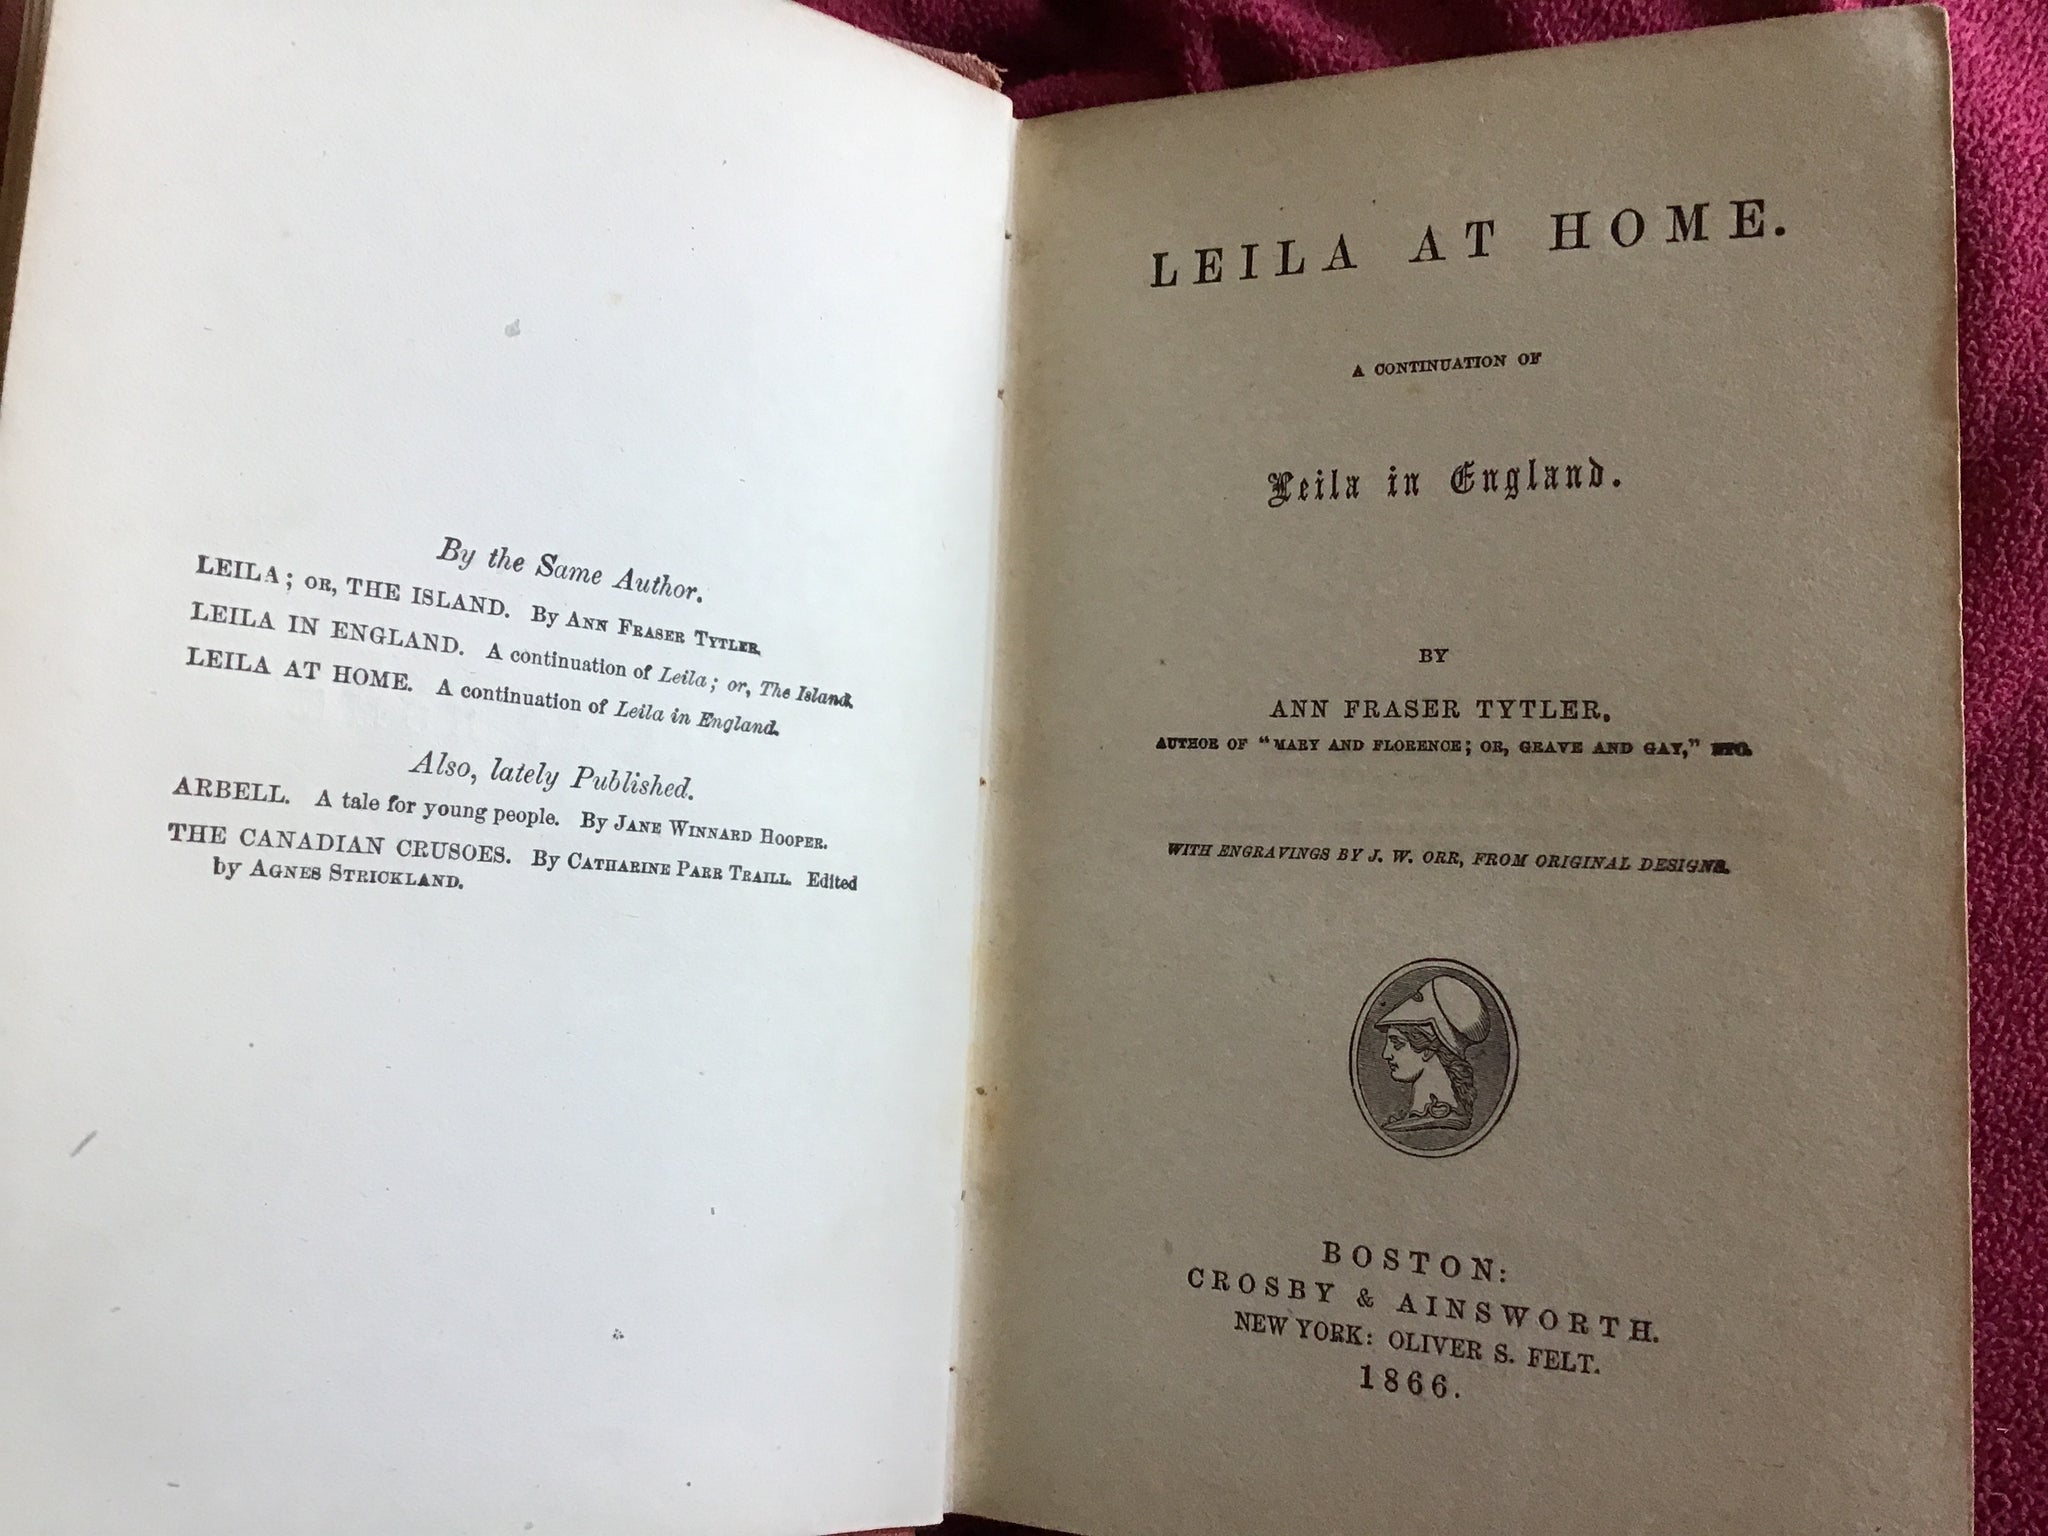 By the Same Author.
LEILA; OR, THE ISLAND. By ANN FRASER TYTLER.
LEILA IN ENGLAND. A continuation of Leila; or, The Island.
LEILA AT HOME. A continuation of Leila in England.
Also, lately Published.
ARBELL. A tale for young people. By JANE WINNARD HOOPER.
THE CANADIAN CRUSOES. By CATHARINE PARR TRAILL. Edited
by AGNES STRICKLAND.
LEILA AT HOME.
A CONTINUATION OF
Leila in England.
BY
ANN FRASER TYTLER,
AUTHOR OF "MARY AND FLORENCE; OR, GRAVE AND GAY," ETC.
WITH ENGRAVINGS BY J. W. ORR, FROM ORIGINAL DESIGNS.
BOSTON:
CROSBY & AINSWORTH.
NEW YORK: OLIVER S. FELT.
1866.